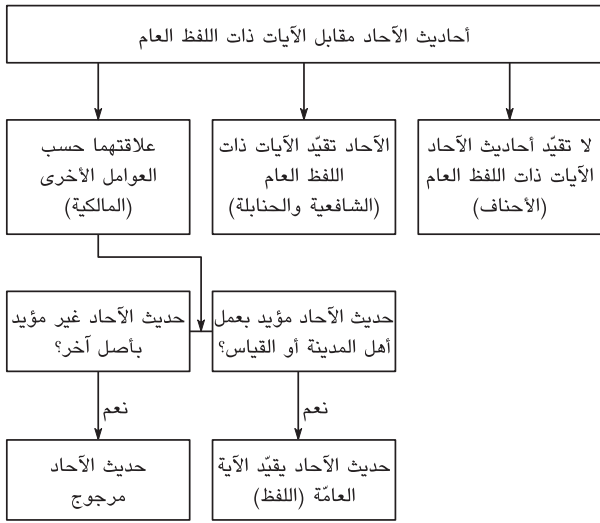 أحاديث الآحاد مقابل الآيات ذات اللفظ العام
لا تقيّد أحاديث الآحاد
الآيات ذات اللفظ العام
(الأحناف)
الآحاد تقيّد الآيات ذات
اللفظ العام
(الشافعية والحنابلة)
علاقتهما حسب
العوامل الأخرى
(المالكية)
حديث الآحاد مؤيد بعمل
أهل المدينة أو القياس؟
حديث الآحاد غير مؤيد
بأصل آخر؟
نعم
نعم
حديث الآحاد يقيّد الآية
العامّة (اللفظ)
حديث الآحاد
مرجوح